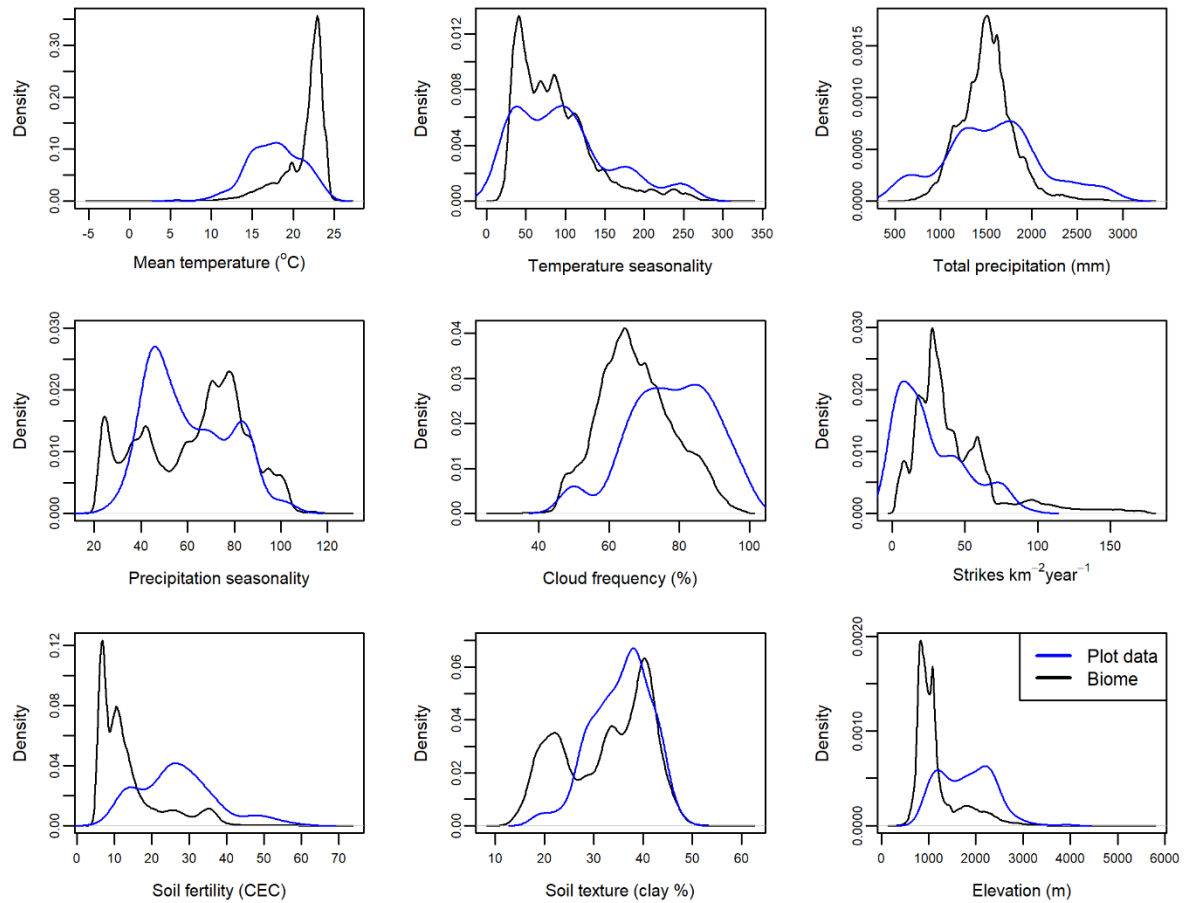 Density
0.00
0.10
0.20
0.30
-5 0 5 10 15 20 25
Mean temperature (°C)
Density
0.000
0.004
0.008
0.012
0 50 100 150 200 250 300 350
Temperature seasonality
Density
0.0000
0.0005
0.0010
0.0015
500 1000 1500 2000 2500 3000
Total precipitation (mm)
Density
0.000
0.010
0.020
0.030
20 40 60 80 100 120
Precipitation seasonality
Density
0.00
0.01
0.02
0.03
0.04
40 60 80 100
Cloud frequency (%)
Density
0.000
0.010
0.020
0.030
0 50 100 150
Strikes km⁻²year⁻¹
Density
0.00
0.04
0.08
0.12
0 10 20 30 40 50 60 70
Soil fertility (CEC)
Density
0.00
0.02
0.04
0.06
10 20 30 40 50 60
Soil texture (clay %)
Density
0.0000
0.0010
0.0020
Plot data
Biome
0 1000 2000 3000 4000 5000 6000
Elevation (m)